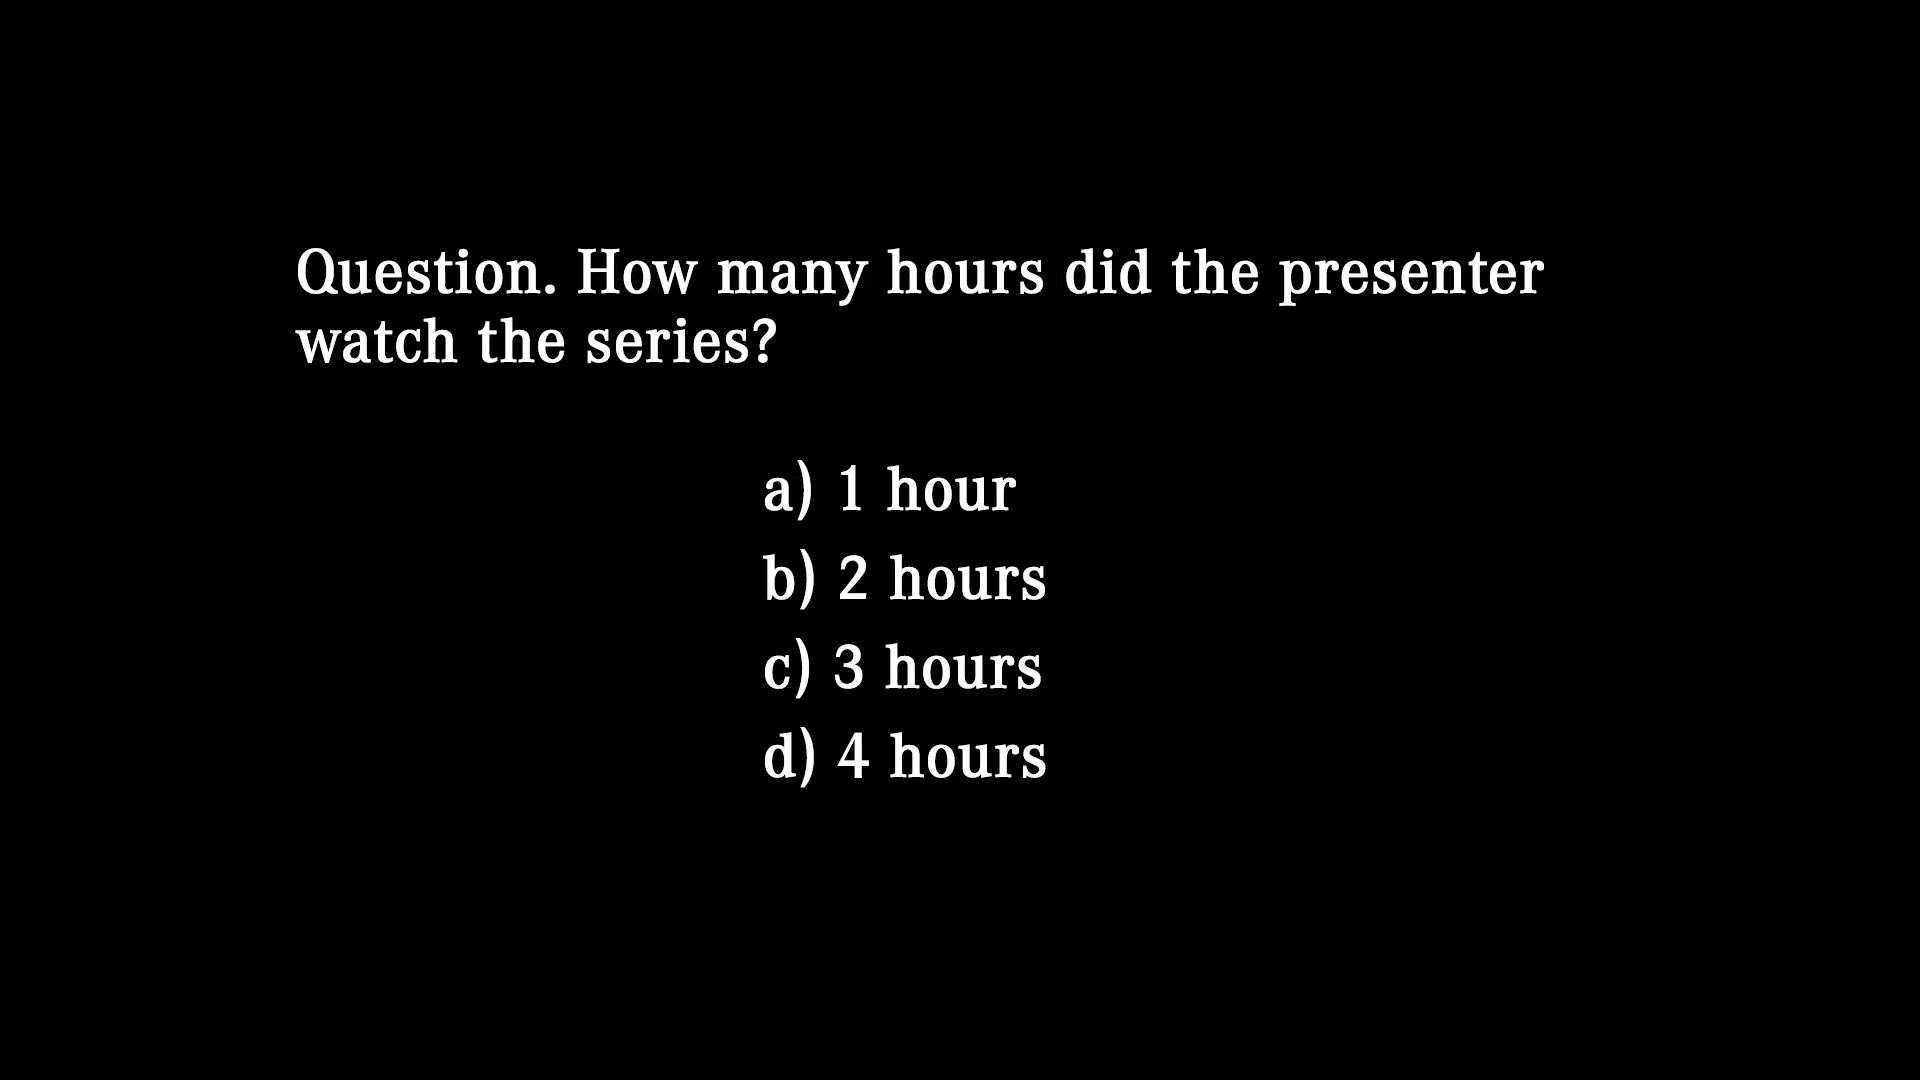 Question. How many hours did the presenter
watch the series?
a) 1 hour
b) 2 hours
c) 3 hours
d) 4 hours